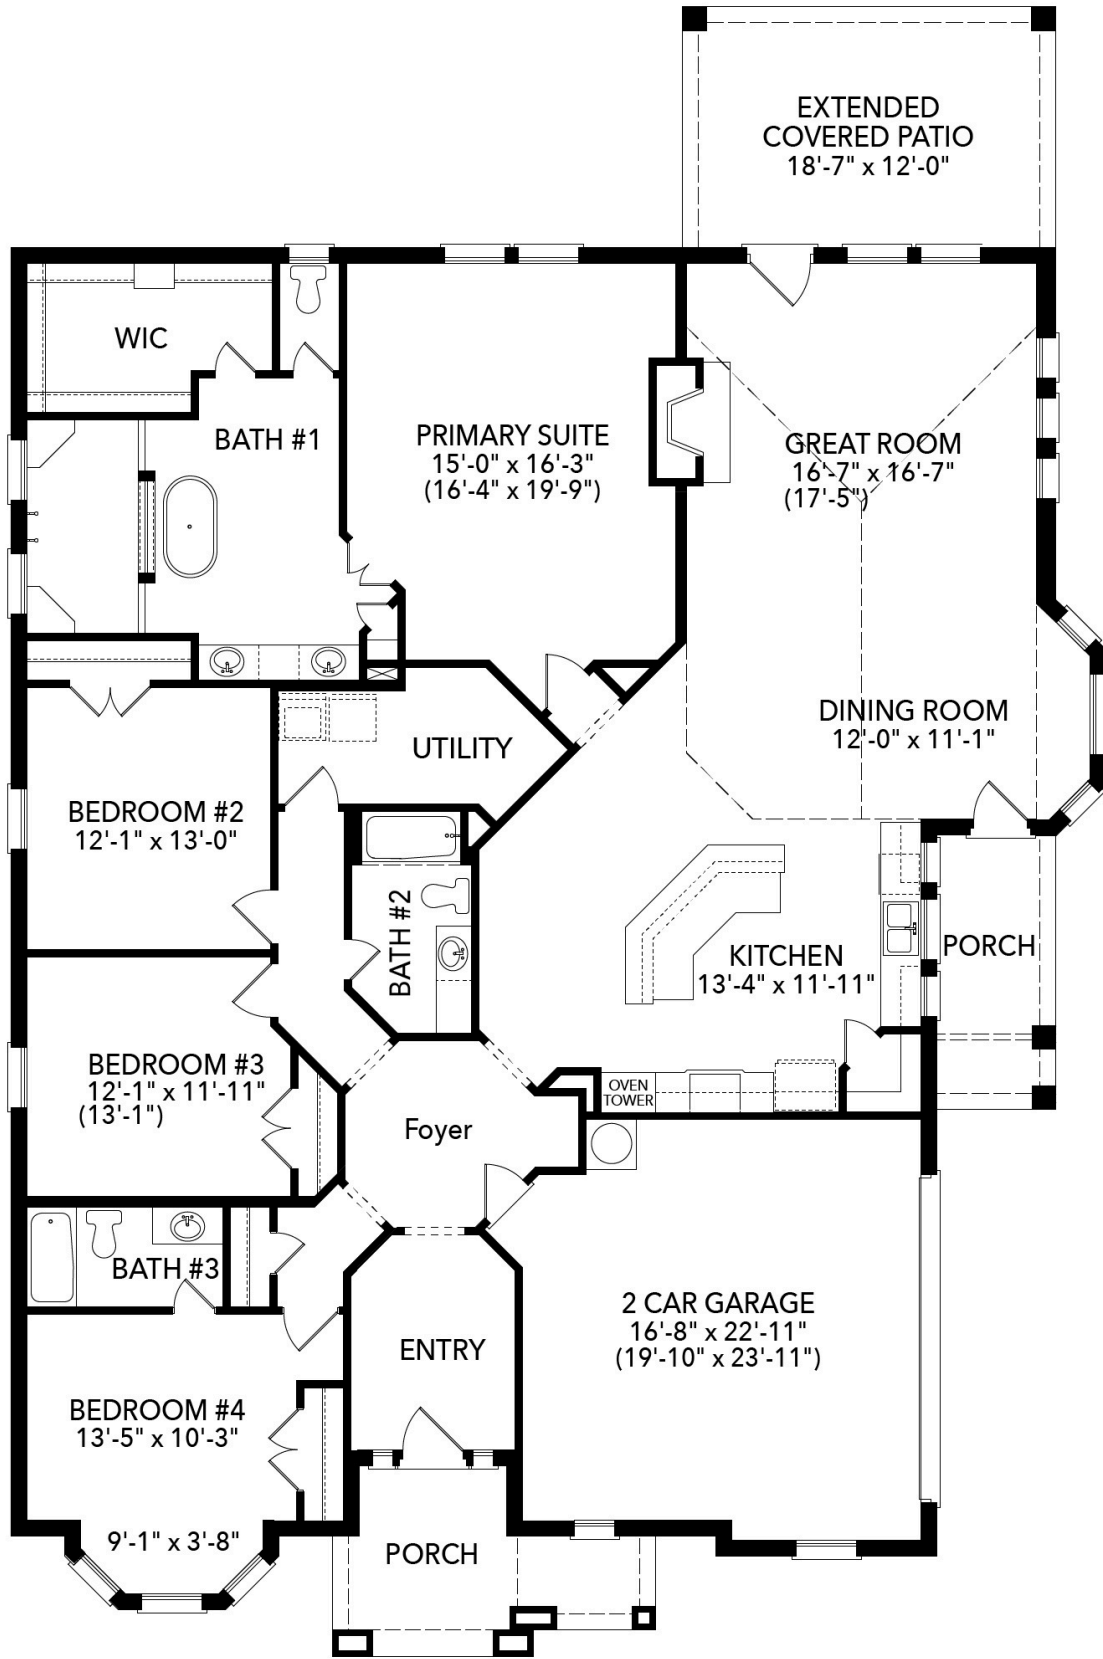 EXTENDED
COVERED PATIO
18'-7" x 12'-0"
WIC
BATH #1
PRIMARY SUITE
15'-0" x 16'-3"
(16'-4" x 19'-9")
GREAT ROOM
16'-7" x 16'-7"
(17'-5")
DINING ROOM
12'-0" x 11'-1"
UTILITY
BEDROOM #2
12'-1" x 13'-0"
BATH #2
KITCHEN
13'-4" x 11'-11"
PORCH
BEDROOM #3
12'-1" x 11'-11"
(13'-1")
OVEN
TOWER
Foyer
BATH #3
2 CAR GARAGE
16'-8" x 22'-11"
(19'-10" x 23'-11")
ENTRY
BEDROOM #4
13'-5" x 10'-3"
9'-1" x 3'-8"
PORCH